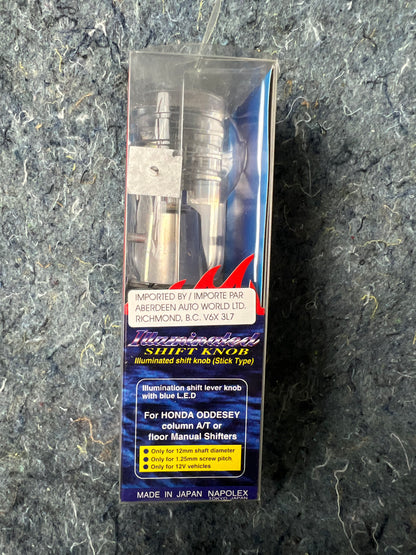 IMPORTED BY / IMPORTE PAR
ABERDEEN AUTO WORLD LTD.
RICHMOND, B.C. V6X 3L7
Illuminated
SHIFT KNOB
Illuminated shift knob (Stick Type)
Illumination shift lever knob
with blue L.E.D
For HONDA ODDESEY
column A/T or
floor Manual Shifters
Only for 12mm shaft diameter
Only for 1.25mm screw pitch
Only for 12V vehicles
MADE IN JAPAN NAPOLEX
TOKYO, JAPAN